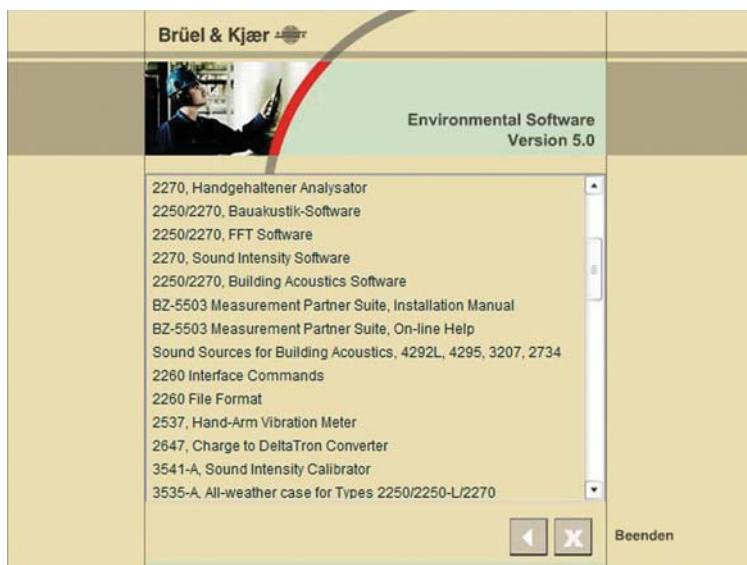 Brüel & Kjær
Environmental Software
Version 5.0
2270, Handgehaltener Analysator
2250/2270, Bauakustik-Software
2250/2270, FFT Software
2270, Sound Intensity Software
2250/2270, Building Acoustics Software
BZ-5503 Measurement Partner Suite, Installation Manual
BZ-5503 Measurement Partner Suite, On-line Help
Sound Sources for Building Acoustics, 4292L, 4295, 3207, 2734
2260 Interface Commands
2260 File Format
2537, Hand-Arm Vibration Meter
2647, Charge to DeltaTron Converter
3541-A, Sound Intensity Calibrator
3535-A, All-weather case for Types 2250/2250-L/2270
Beenden